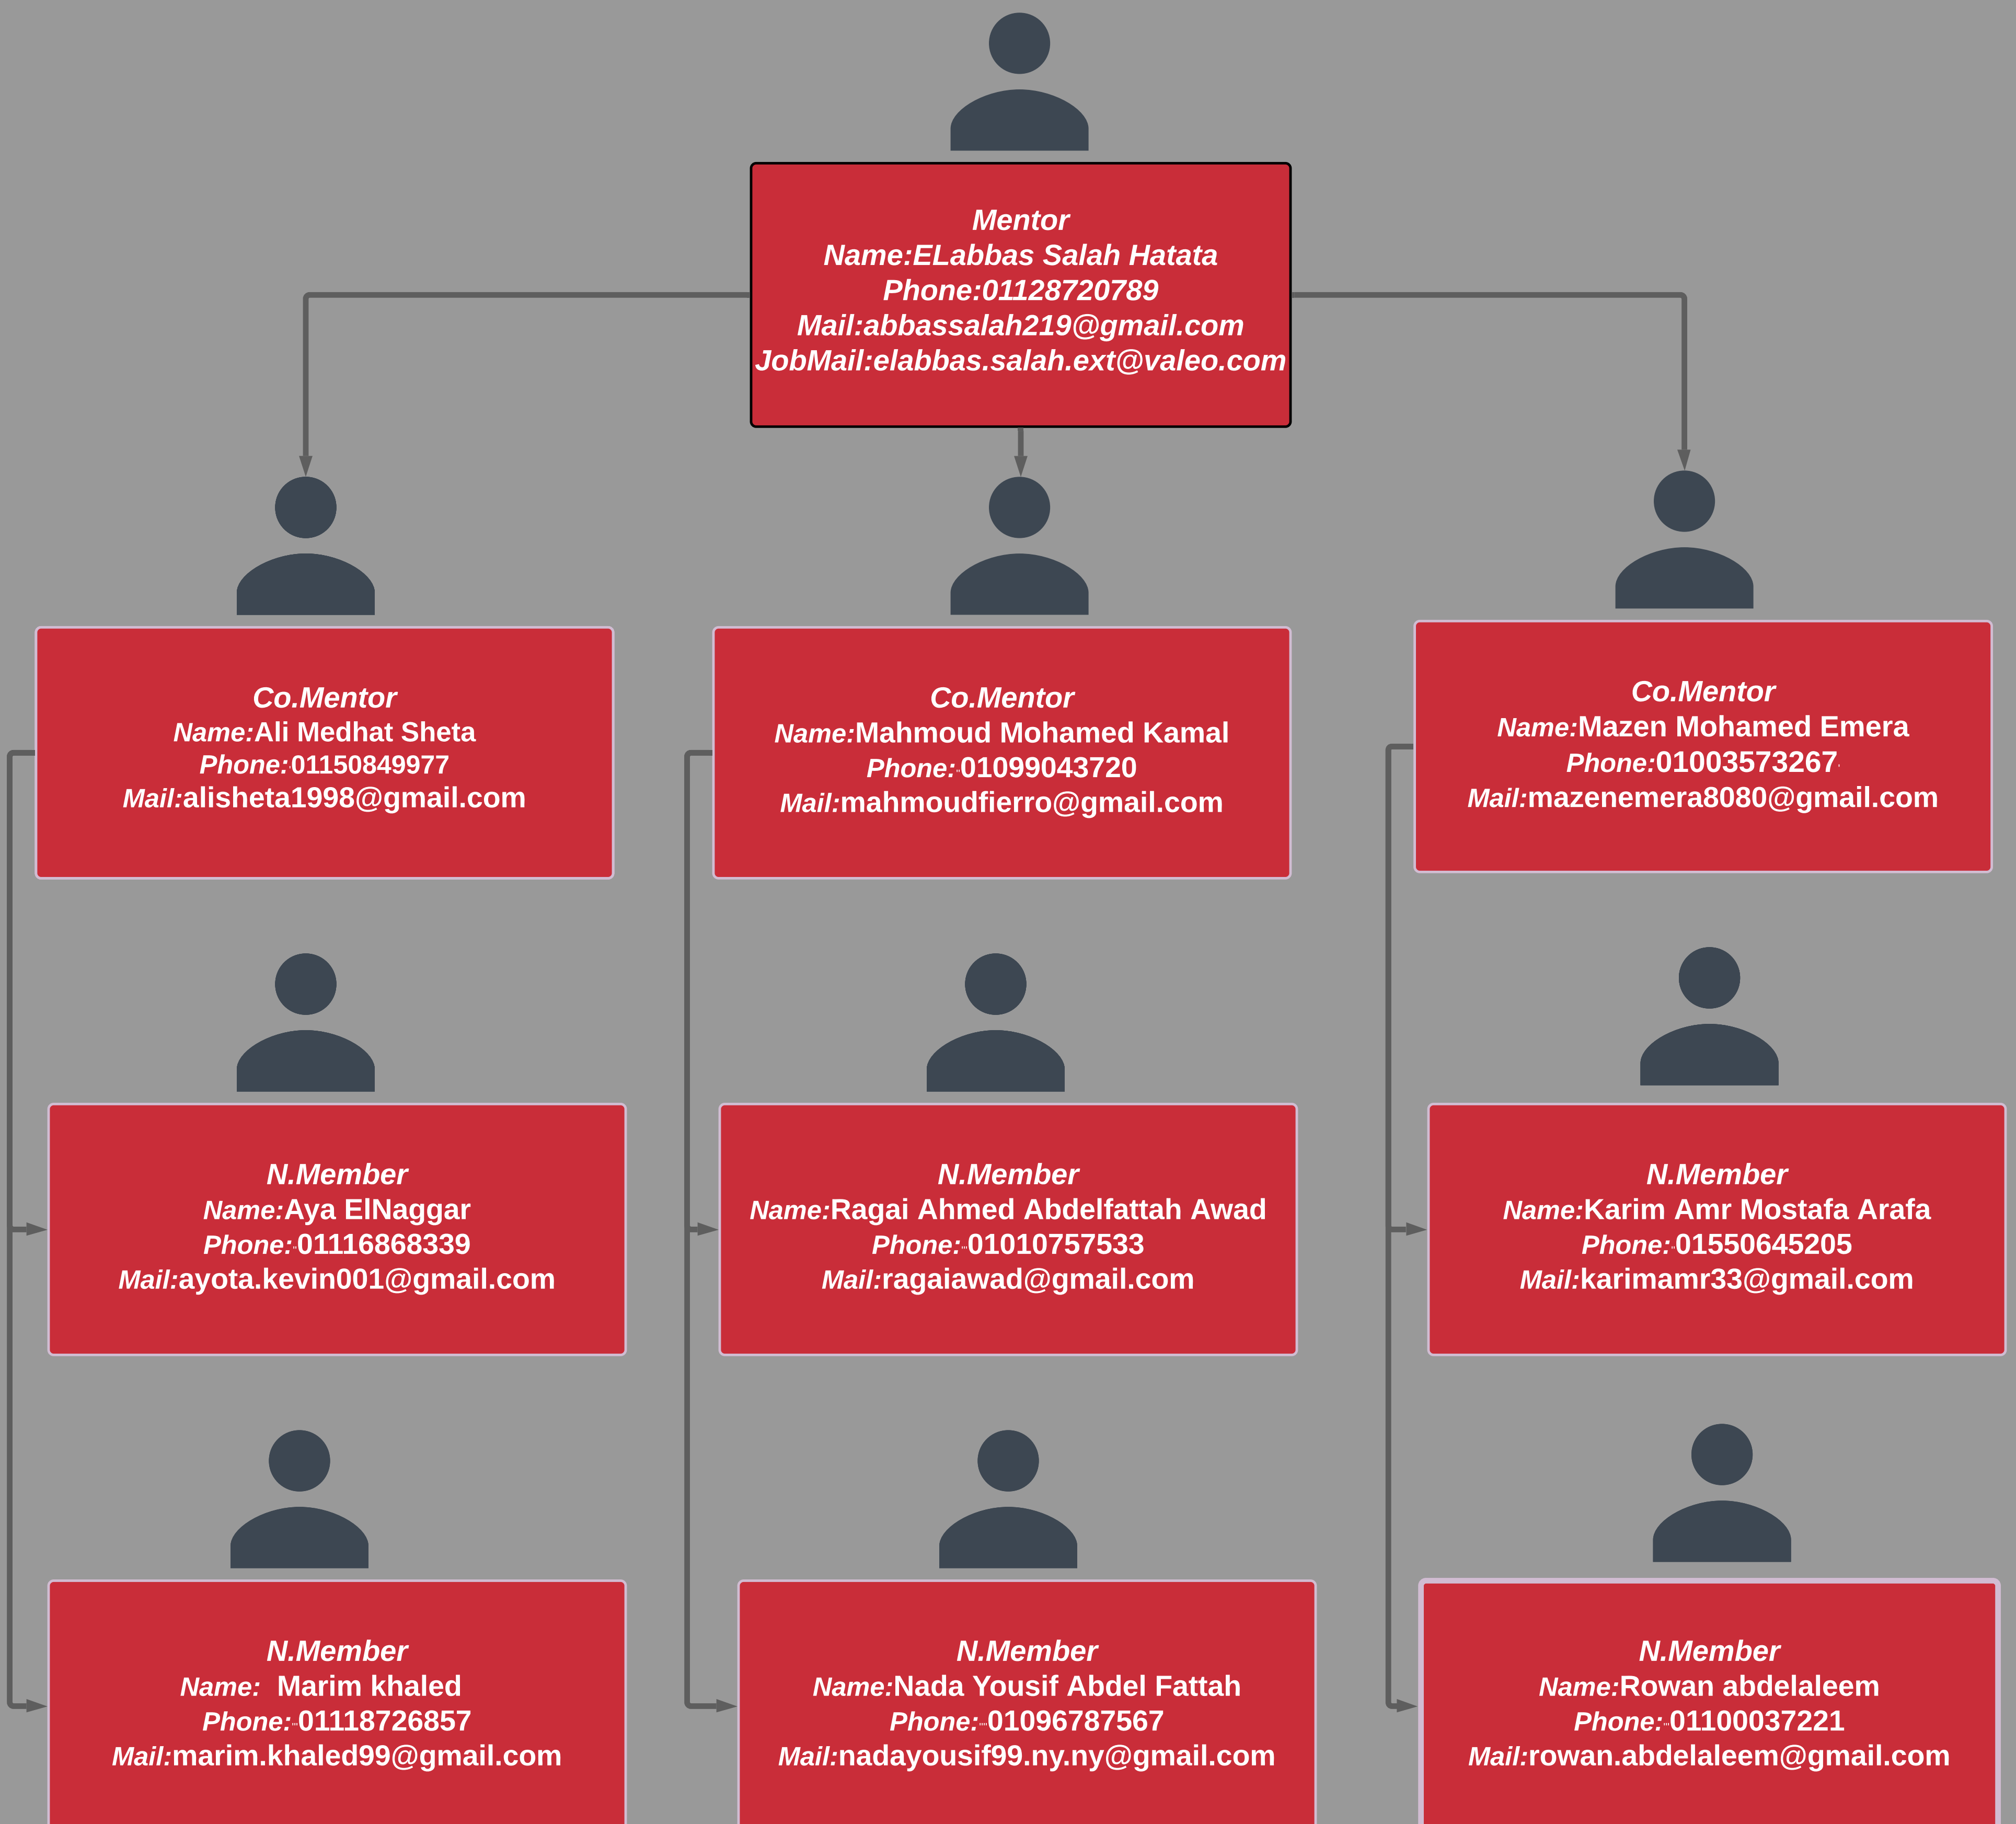 Mentor
Name:ELabbas Salah Hatata
Phone:01128720789
Mail:abbassalah219@gmail.com
JobMail:elabbas.salah.ext@valeo.com
Co.Mentor
Name:Ali Medhat Sheta
Phone:01150849977
Mail:alisheta1998@gmail.com
Co.Mentor
Name:Mahmoud Mohamed Kamal
Phone:01099043720
Mail:mahmoudfierro@gmail.com
Co.Mentor
Name:Mazen Mohamed Emera
Phone:01003573267
Mail:mazenemera8080@gmail.com
N.Member
Name:Aya ElNaggar
Phone:01116868339
Mail:ayota.kevin001@gmail.com
N.Member
Name:Ragai Ahmed Abdelfattah Awad
Phone:01010757533
Mail:ragaiawad@gmail.com
N.Member
Name:Karim Amr Mostafa Arafa
Phone:01550645205
Mail:karimamr33@gmail.com
N.Member
Name: Marim khaled
Phone:01118726857
Mail:marim.khaled99@gmail.com
N.Member
Name:Nada Yousif Abdel Fattah
Phone:01096787567
Mail:nadayousif99.ny.ny@gmail.com
N.Member
Name:Rowan abdelaleem
Phone:01100037221
Mail:rowan.abdelaleem@gmail.com